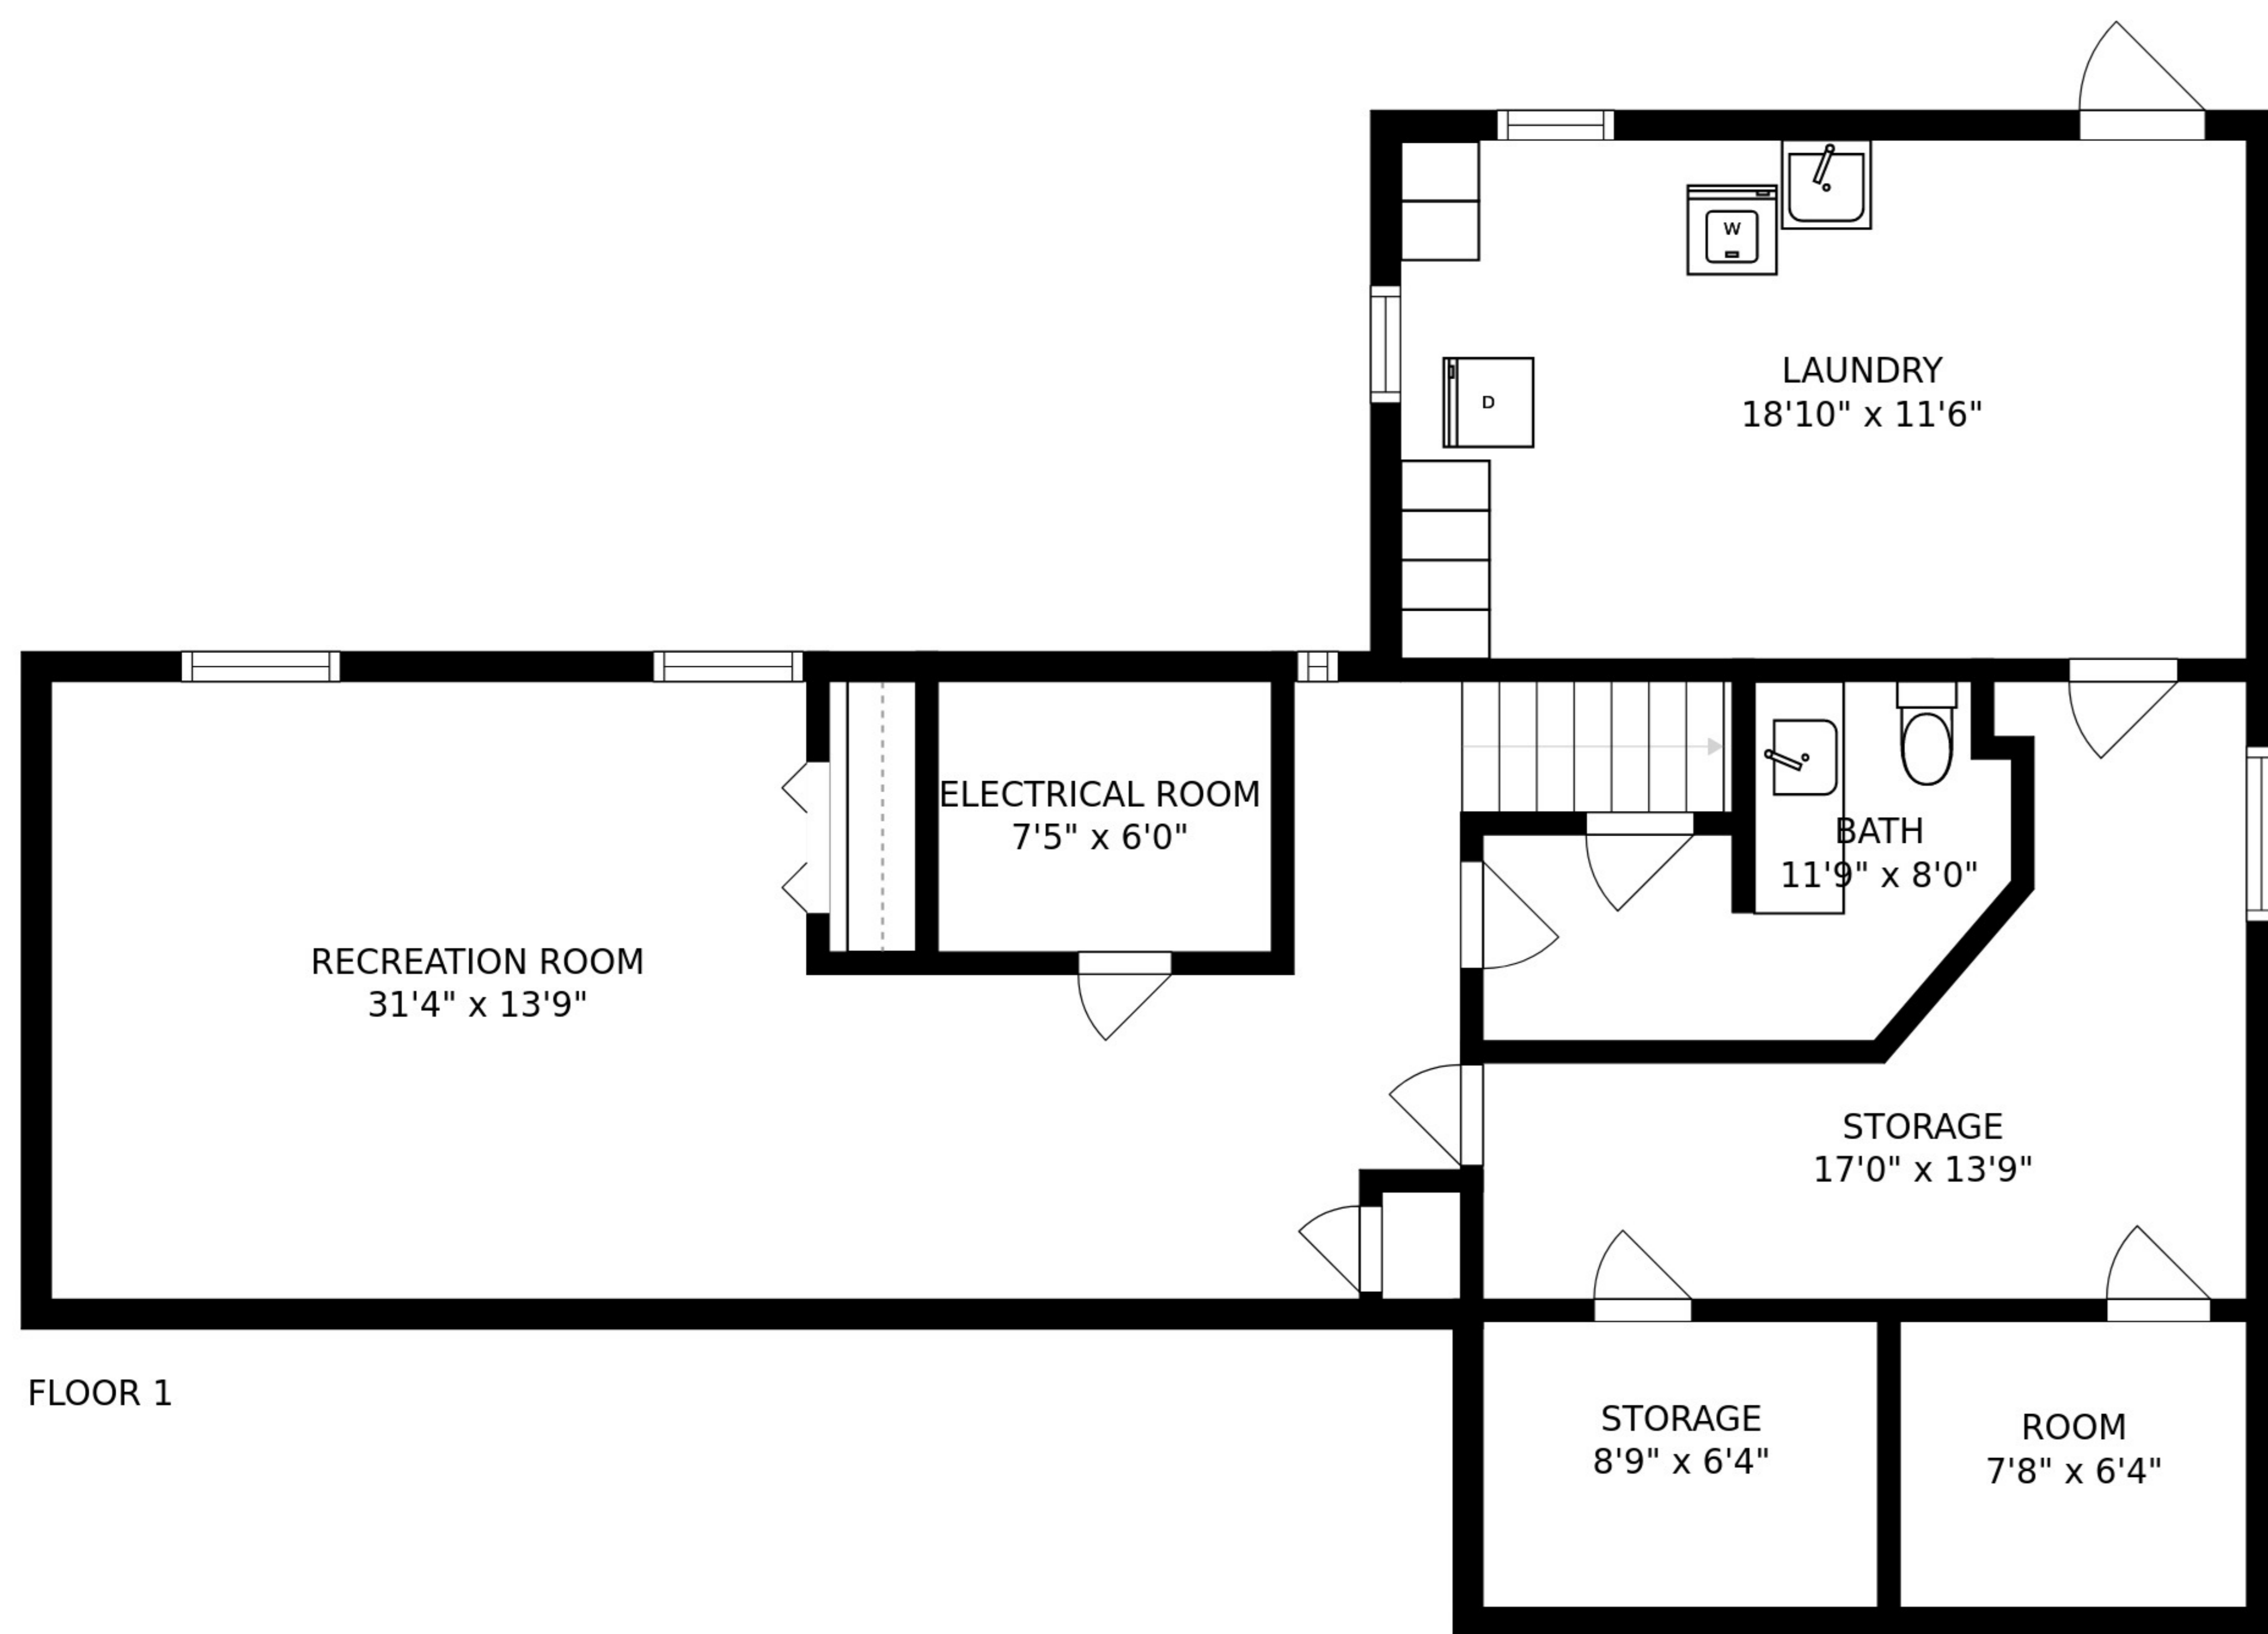 W
D
LAUNDRY
18'10" x 11'6"
ELECTRICAL ROOM
7'5" x 6'0"
BATH
11'9" x 8'0"
RECREATION ROOM
31'4" x 13'9"
STORAGE
17'0" x 13'9"
FLOOR 1
STORAGE
8'9" x 6'4"
ROOM
7'8" x 6'4"